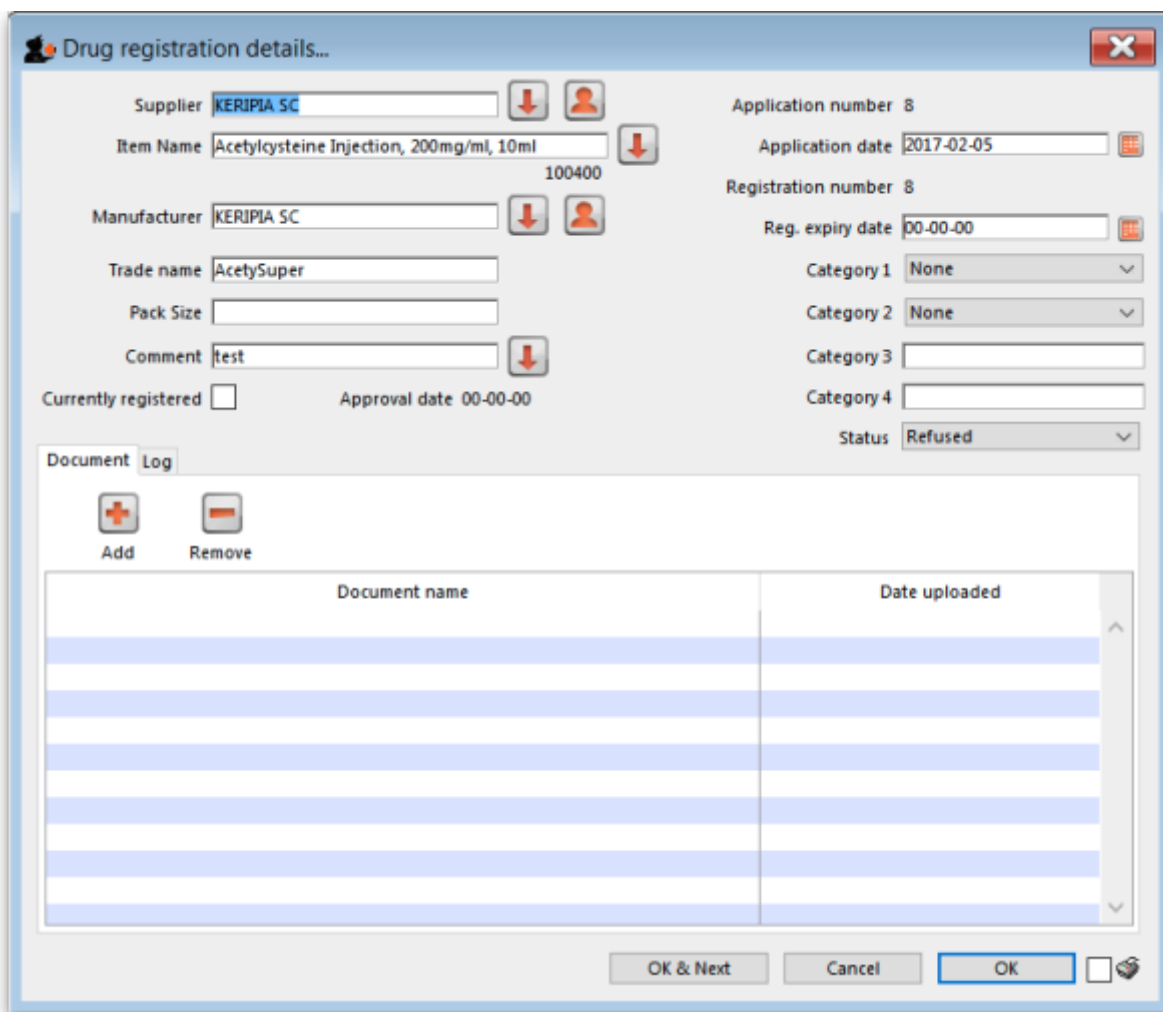 Drug registration details...
Supplier KERIPIA SC
Application number 8
Item Name Acetylcysteine Injection, 200mg/ml, 10ml
100400
Application date 2017-02-05
Registration number 8
Manufacturer KERIPIA SC
Reg. expiry date 00-00-00
Trade name AcetySuper
Category 1 None
Pack Size
Category 2 None
Comment test
Category 3
Currently registered Approval date 00-00-00
Category 4
Status Refused
Document Log
Add Remove
Document name Date uploaded
OK & Next Cancel OK